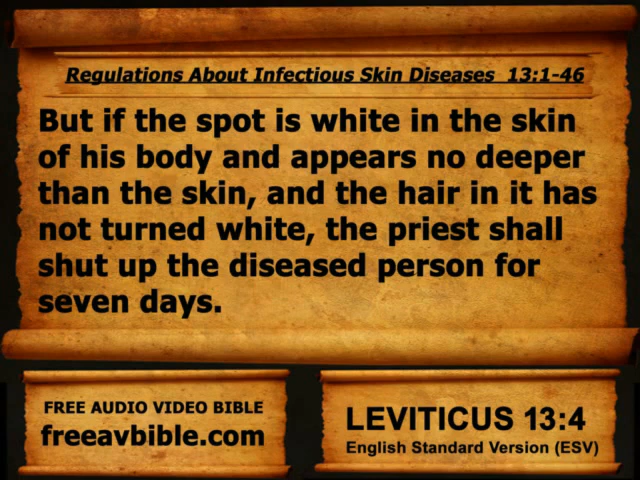 Regulations About Infectious Skin Diseases 13:1-46
But if the spot is white in the skin
of his body and appears no deeper
than the skin, and the hair in it has
not turned white, the priest shall
shut up the diseased person for
seven days.
FREE AUDIO VIDEO BIBLE
freeavbible.com
LEVITICUS 13:4
English Standard Version (ESV)